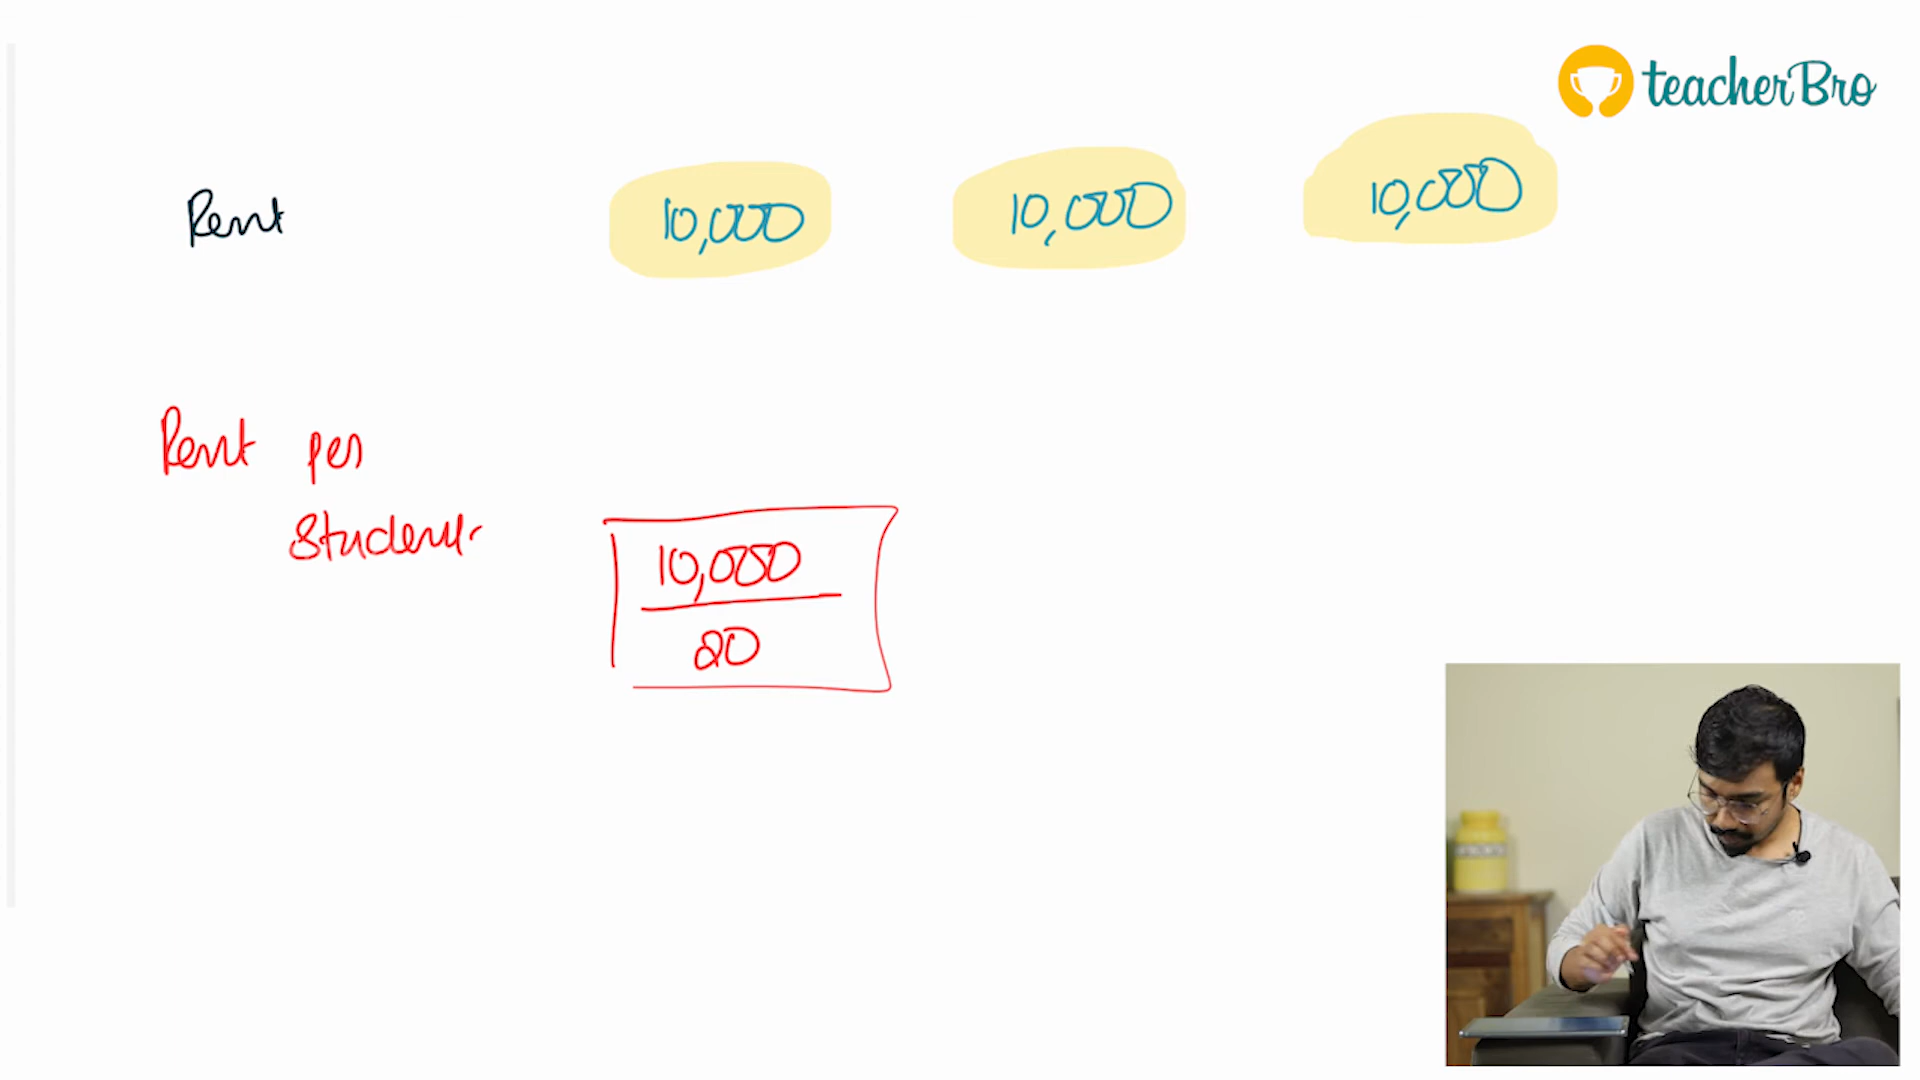 teacherBro
Rent 10,000 10,000 10,000
Rent per
Student
10,000
20